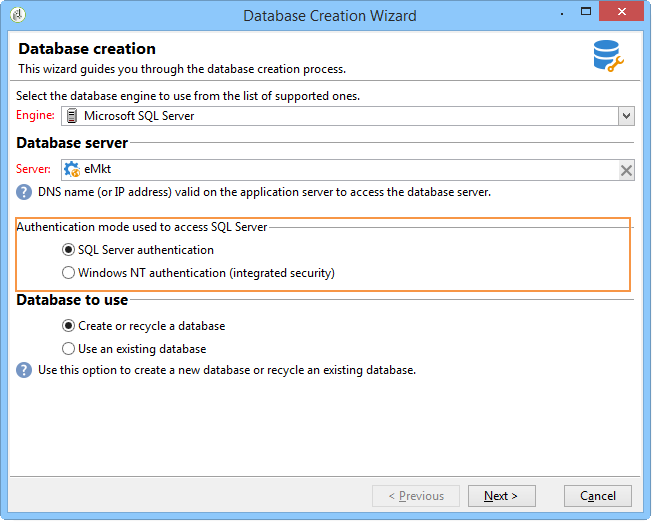 Database Creation Wizard
Database creation
This wizard guides you through the database creation process.
Select the database engine to use from the list of supported ones.
Engine: Microsoft SQL Server
Database server
Server: eMkt
DNS name (or IP address) valid on the application server to access the database server.
Authentication mode used to access SQL Server
SQL Server authentication
Windows NT authentication (integrated security)
Database to use
Create or recycle a database
Use an existing database
Use this option to create a new database or recycle an existing database.
< Previous Next > Cancel